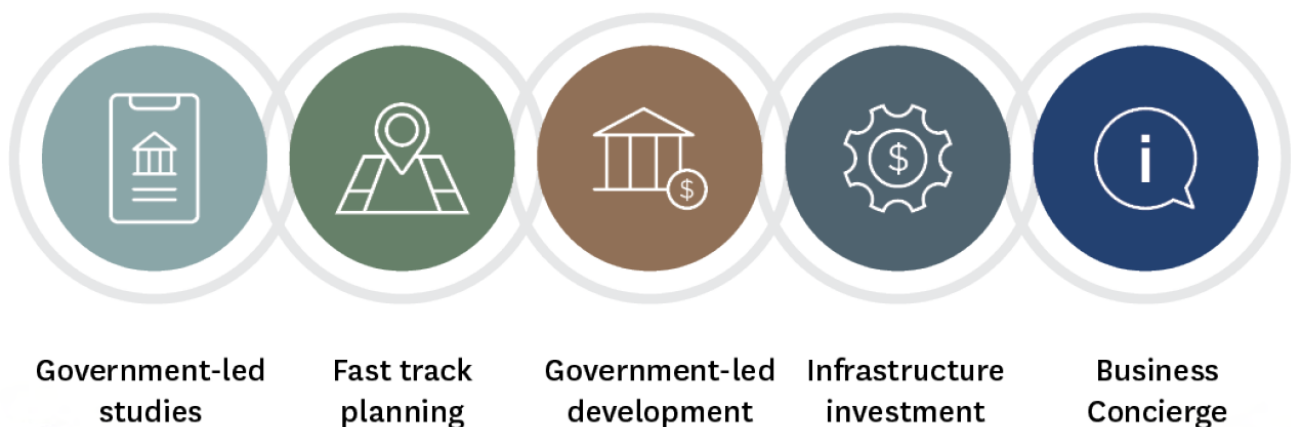 $
$
i
Government-led
studies
Fast track
planning
Government-led
development
Infrastructure
investment
Business
Concierge